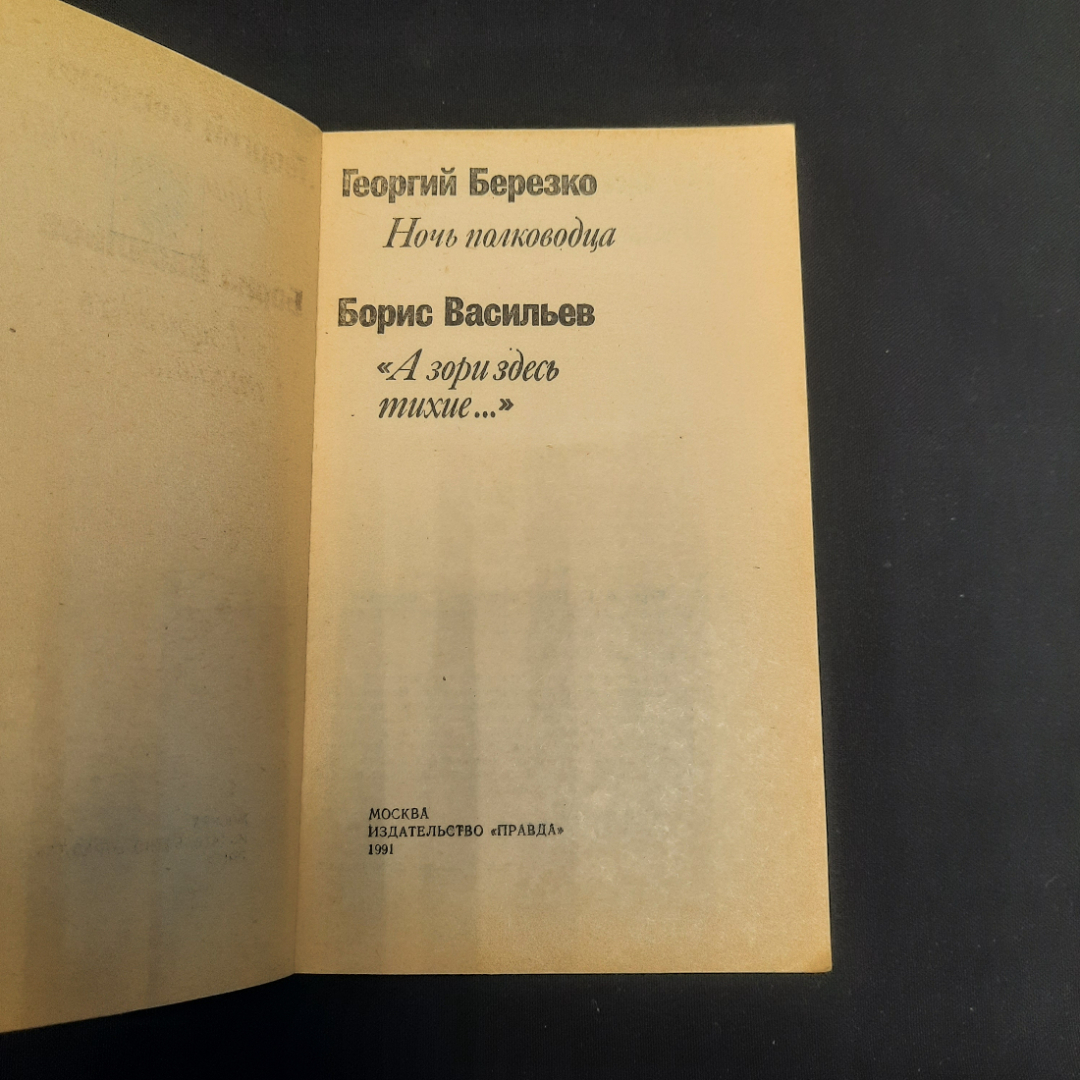 Георгий Березко
Ночь полководца
Борис Васильев
«А зори здесь
тихие...»
МОСКВА
ИЗДАТЕЛЬСТВО «ПРАВДА»
1991